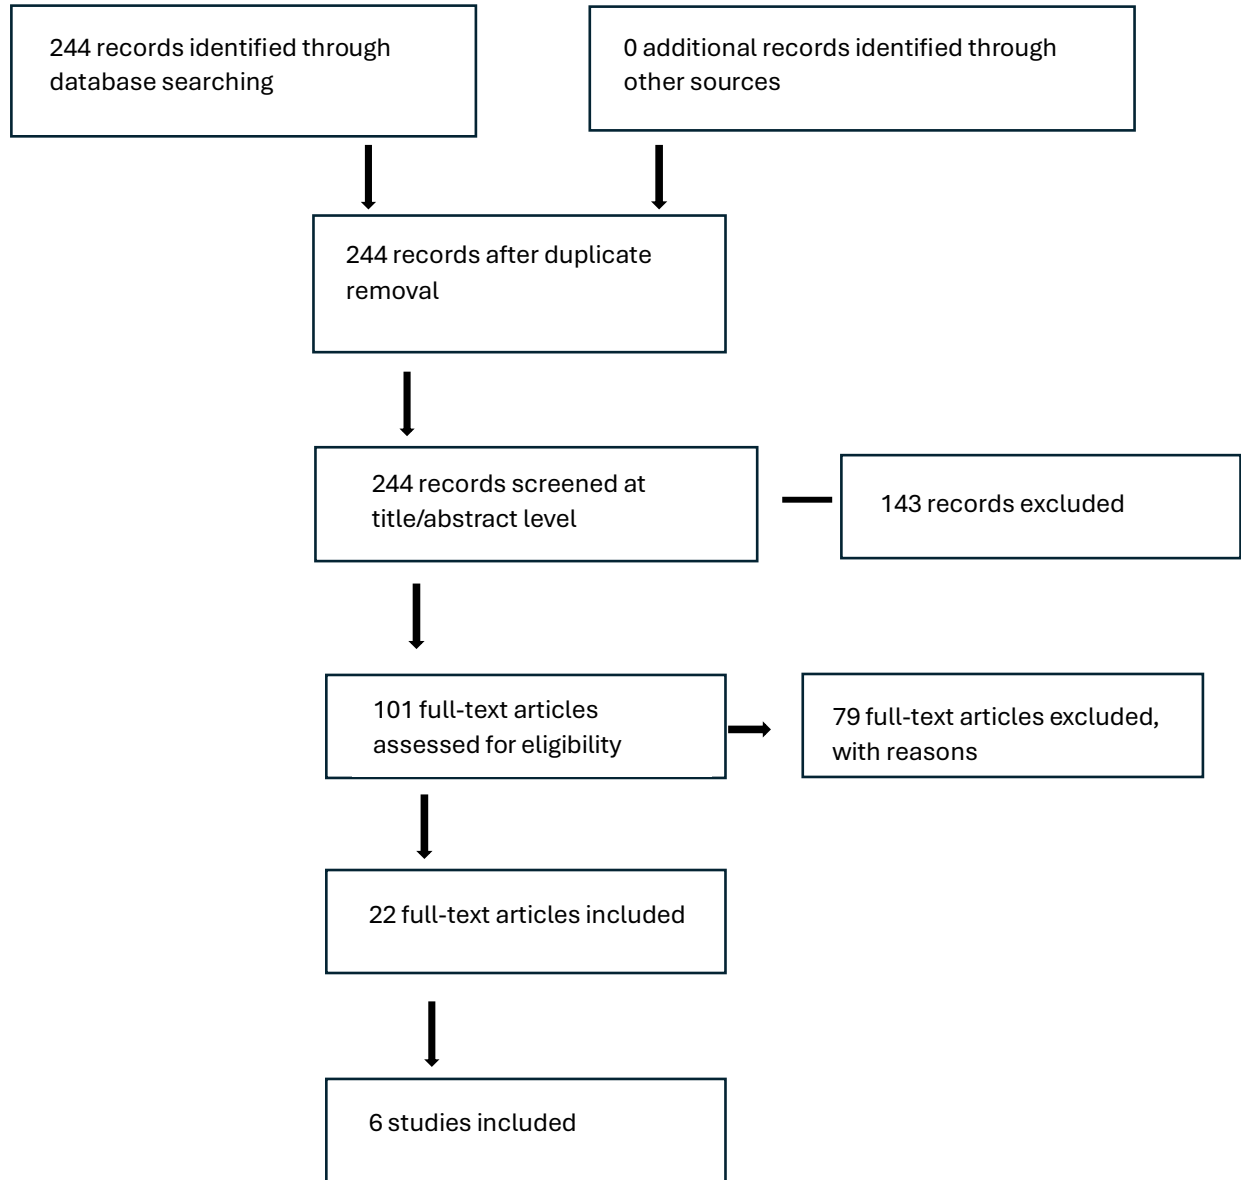 244 records identified through
database searching
0 additional records identified through
other sources
244 records after duplicate
removal
244 records screened at
title/abstract level
143 records excluded
101 full-text articles
assessed for eligibility
79 full-text articles excluded,
with reasons
22 full-text articles included
6 studies included